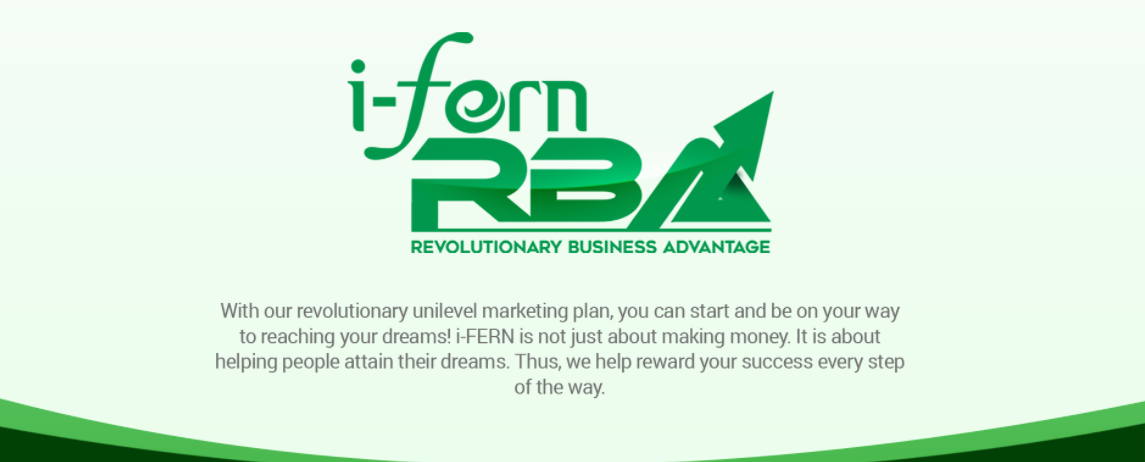 i-fern
RBA
REVOLUTIONARY BUSINESS ADVANTAGE
With our revolutionary unilevel marketing plan, you can start and be on your way
to reaching your dreams! i-FERN is not just about making money. It is about
helping people attain their dreams. Thus, we help reward your success every step
of the way.